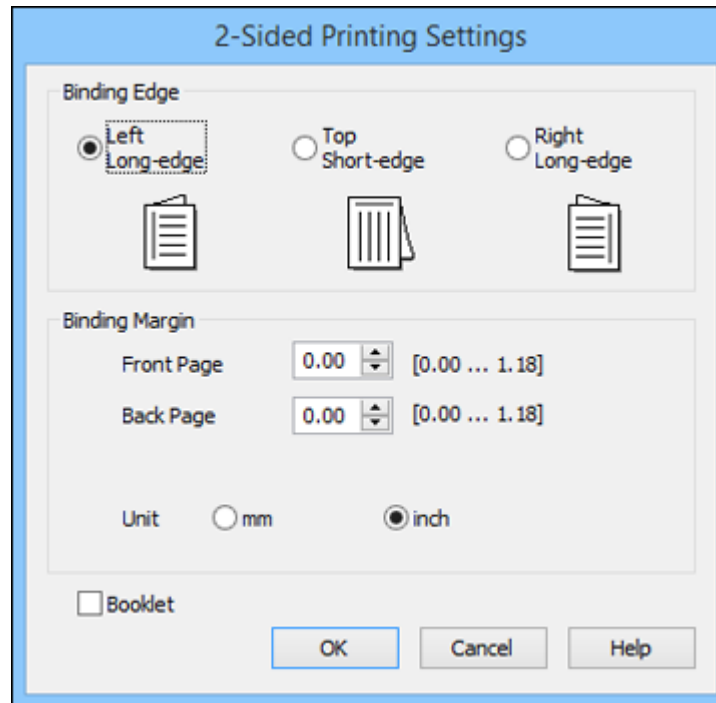 2-Sided Printing Settings
Binding Edge
Left
Long-edge
Top
Short-edge
Right
Long-edge
Binding Margin
Front Page 0.00 [0.00 ... 1.18]
Back Page 0.00 [0.00 ... 1.18]
Unit mm inch
Booklet
OK Cancel Help